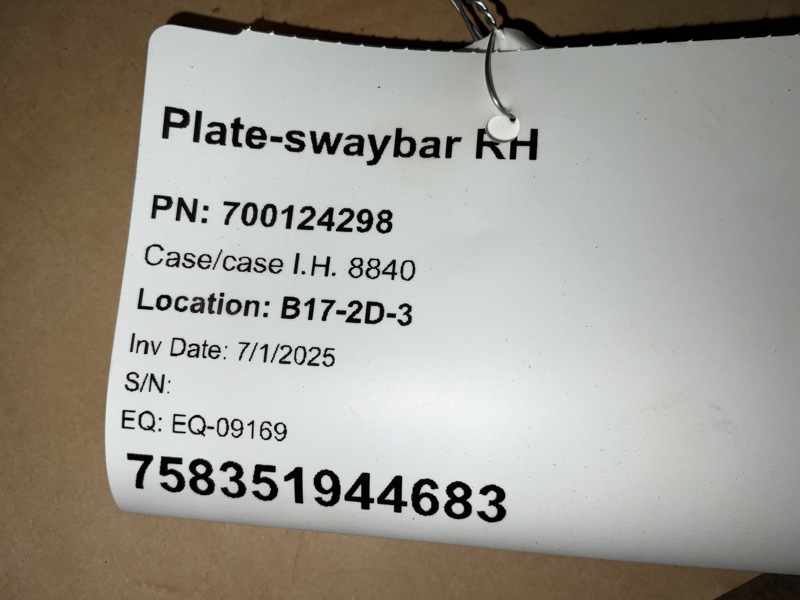 Plate-swaybar RH
PN: 700124298
Case/case I.H. 8840
Location: B17-2D-3
Inv Date: 7/1/2025
S/N:
EQ: EQ-09169
758351944683